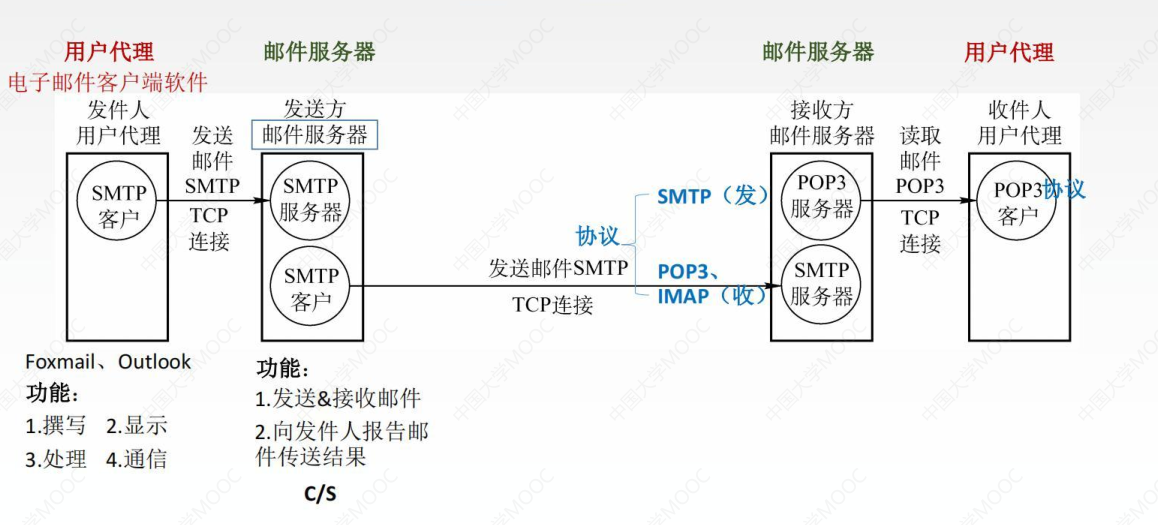 用户代理
邮件服务器
邮件服务器
用户代理
电子邮件客户端软件
发件人
用户代理
发送
邮件
SMTP
TCP
连接
SMTP
客户
发送方
邮件服务器
SMTP
服务器
SMTP
客户
发送邮件SMTP
TCP连接
协议
SMTP（发）
POP3、
IMAP（收）
接收方
邮件服务器
POP3
服务器
SMTP
服务器
读取
邮件
POP3
TCP
连接
收件人
用户代理
POP3
客户
协议
Foxmail、Outlook
功能：
1.撰写 2.显示
3.处理 4.通信
功能：
1.发送&接收邮件
2.向发件人报告邮
件传送结果
C/S
中国大学MOOC